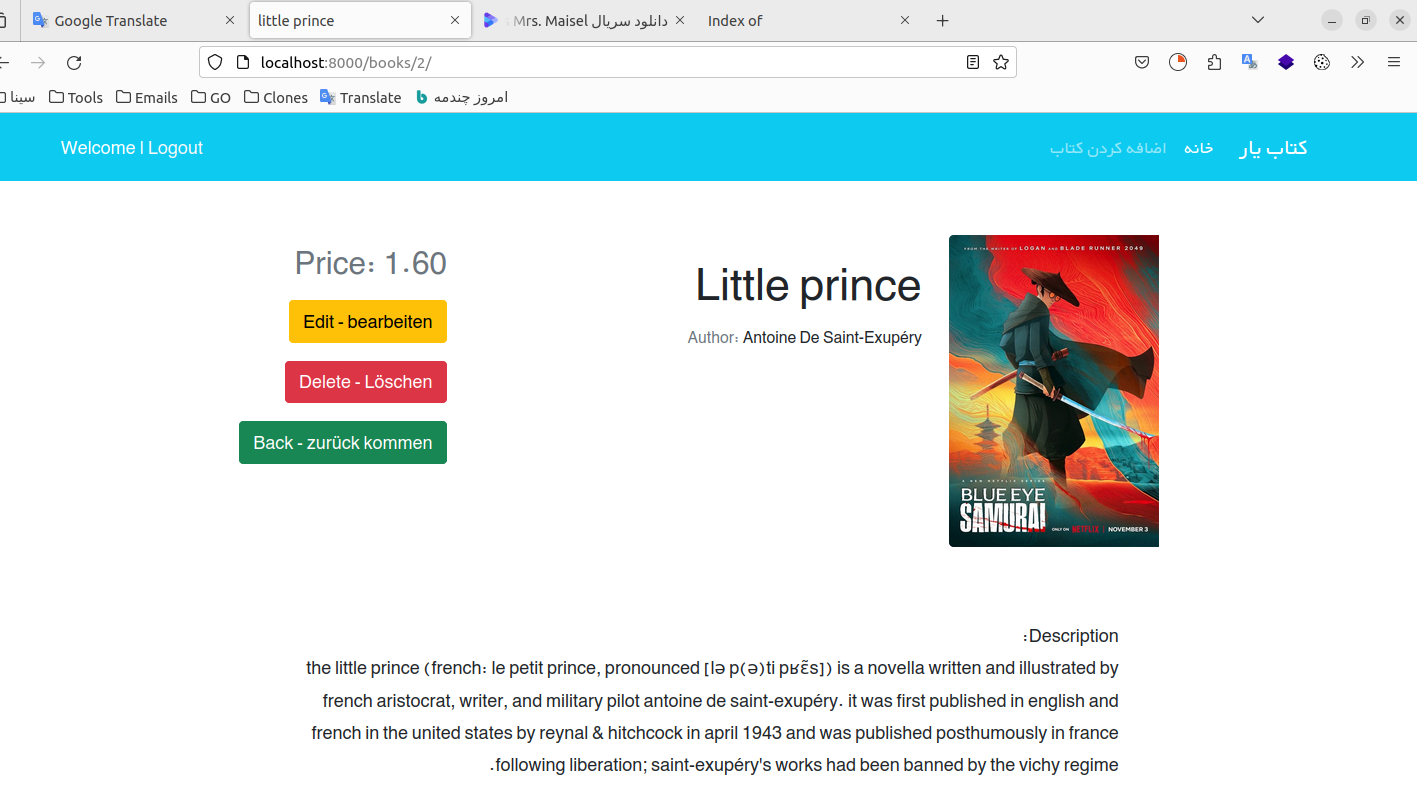 Google Translate
little prince
دانلود سریال Mrs. Maisel
Index of
localhost:8000/books/2/
سینا
Tools
Emails
GO
Clones
Translate
امروز چندمه
Welcome | Logout
کتاب یار
خانه
اضافه کردن کتاب
Price: 1.60
Edit - bearbeiten
Delete - Löschen
Back - zurück kommen
Little prince
Author: Antoine De Saint-Exupéry
FROM THE WRITER OF LOGAN AND BLADE RUNNER 2049
A NEW NETFLIX SERIES
BLUE EYE
SAMURAI
ONLY ON NETFLIX | NOVEMBER 3
Description:
the little prince (french: le petit prince, pronounced [lə p(ə)ti pʁɛ̃s]) is a novella written and illustrated by
french aristocrat, writer, and military pilot antoine de saint-exupéry. it was first published in english and
french in the united states by reynal & hitchcock in april 1943 and was published posthumously in france
following liberation; saint-exupéry's works had been banned by the vichy regime.